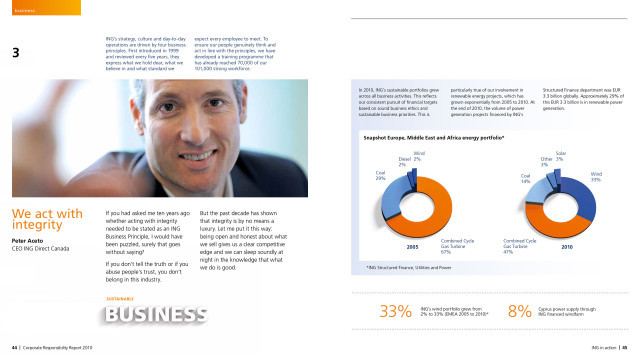 business
3
ING's strategy, culture and day-to-day
operations are driven by four business
principles. First introduced in 1999
and reviewed every five years, they
express what we hold dear, what we
believe in and what standard we
expect every employee to meet. To
ensure our people genuinely think and
act in line with the principles, we have
developed a training programme that
has already reached 70,000 of our
101,000 strong workforce.
We act with
integrity
Peter Aceto
CEO ING Direct Canada
If you had asked me ten years ago
whether acting with integrity
needed to be stated as an ING
Business Principle, I would have
been puzzled, surely that goes
without saying?
If you don't tell the truth or if you
abuse people's trust, you don't
belong in this industry.
But the past decade has shown
that integrity is by no means a
luxury. Let me put it this way:
being open and honest about what
we sell gives us a clear competitive
edge and we can sleep soundly at
night in the knowledge that what
we do is good.
SUSTAINABLE
BUSINESS
44 | Corporate Responsibility Report 2010
In 2010, ING's sustainable portfolios grew
across all business activities. This reflects
our consistent pursuit of financial targets
based on sound business ethics and
sustainable business priorities. This is
particularly true of our involvement in
renewable energy projects, which has
grown exponentially from 2005 to 2010. At
the end of 2010, the volume of power
generation projects financed by ING's
Structured Finance department was EUR
3.3 billion globally. Approximately 29% of
this EUR 3.3 billion is in renewable power
generation.
Snapshot Europe, Middle East and Africa energy portfolio*
Wind
2%
Diesel
2%
Coal
29%
2005
Combined Cycle
Gas Turbine
67%
Solar
3%
Other
3%
Coal
14%
Wind
33%
Combined Cycle
Gas Turbine
47%
2010
*ING Structured Finance, Utilities and Power
33%
ING's wind portfolio grew from
2% to 33% (EMEA 2005 to 2010)*
8%
Cyprus power supply through
ING financed windfarm
ING in action | 45